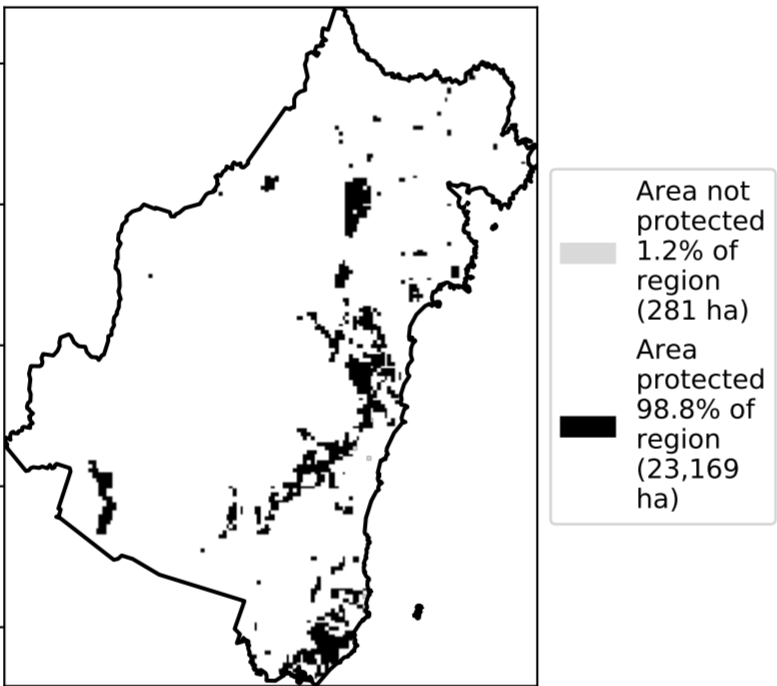 Area not
protected
1.2% of
region
(281 ha)
Area
protected
98.8% of
region
(23,169
ha)